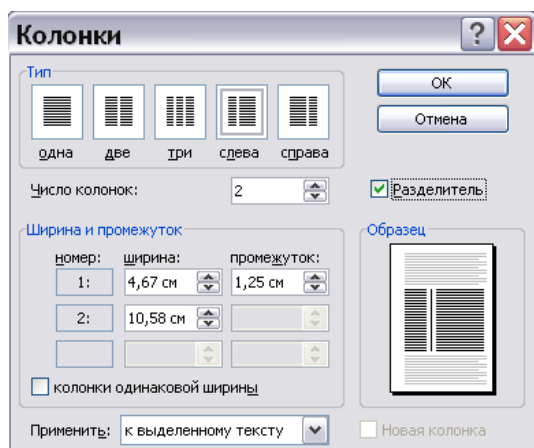 Колонки
Тип
одна две три слева справа
ОК
Отмена
Число колонок: 2
Разделитель
Ширина и промежуток
номер: ширина: промежуток:
1: 4,67 см 1,25 см
2: 10,58 см
колонки одинаковой ширины
Образец
Применить: к выделенному тексту
Новая колонка